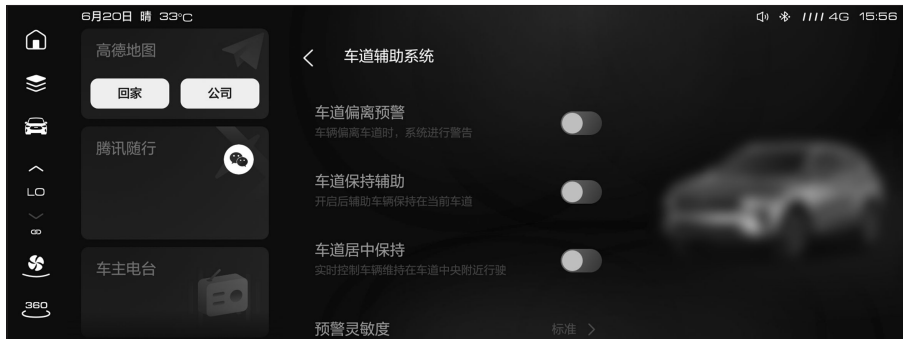 6月20日 晴 33°C
4G 15:56
高德地图
回家
公司
腾讯随行
LO
车主电台
360
车道辅助系统
车道偏离预警
车辆偏离车道时，系统进行警告
车道保持辅助
开启后辅助车辆保持在当前车道
车道居中保持
实时控制车辆维持在车道中央附近行驶
预警灵敏度
标准